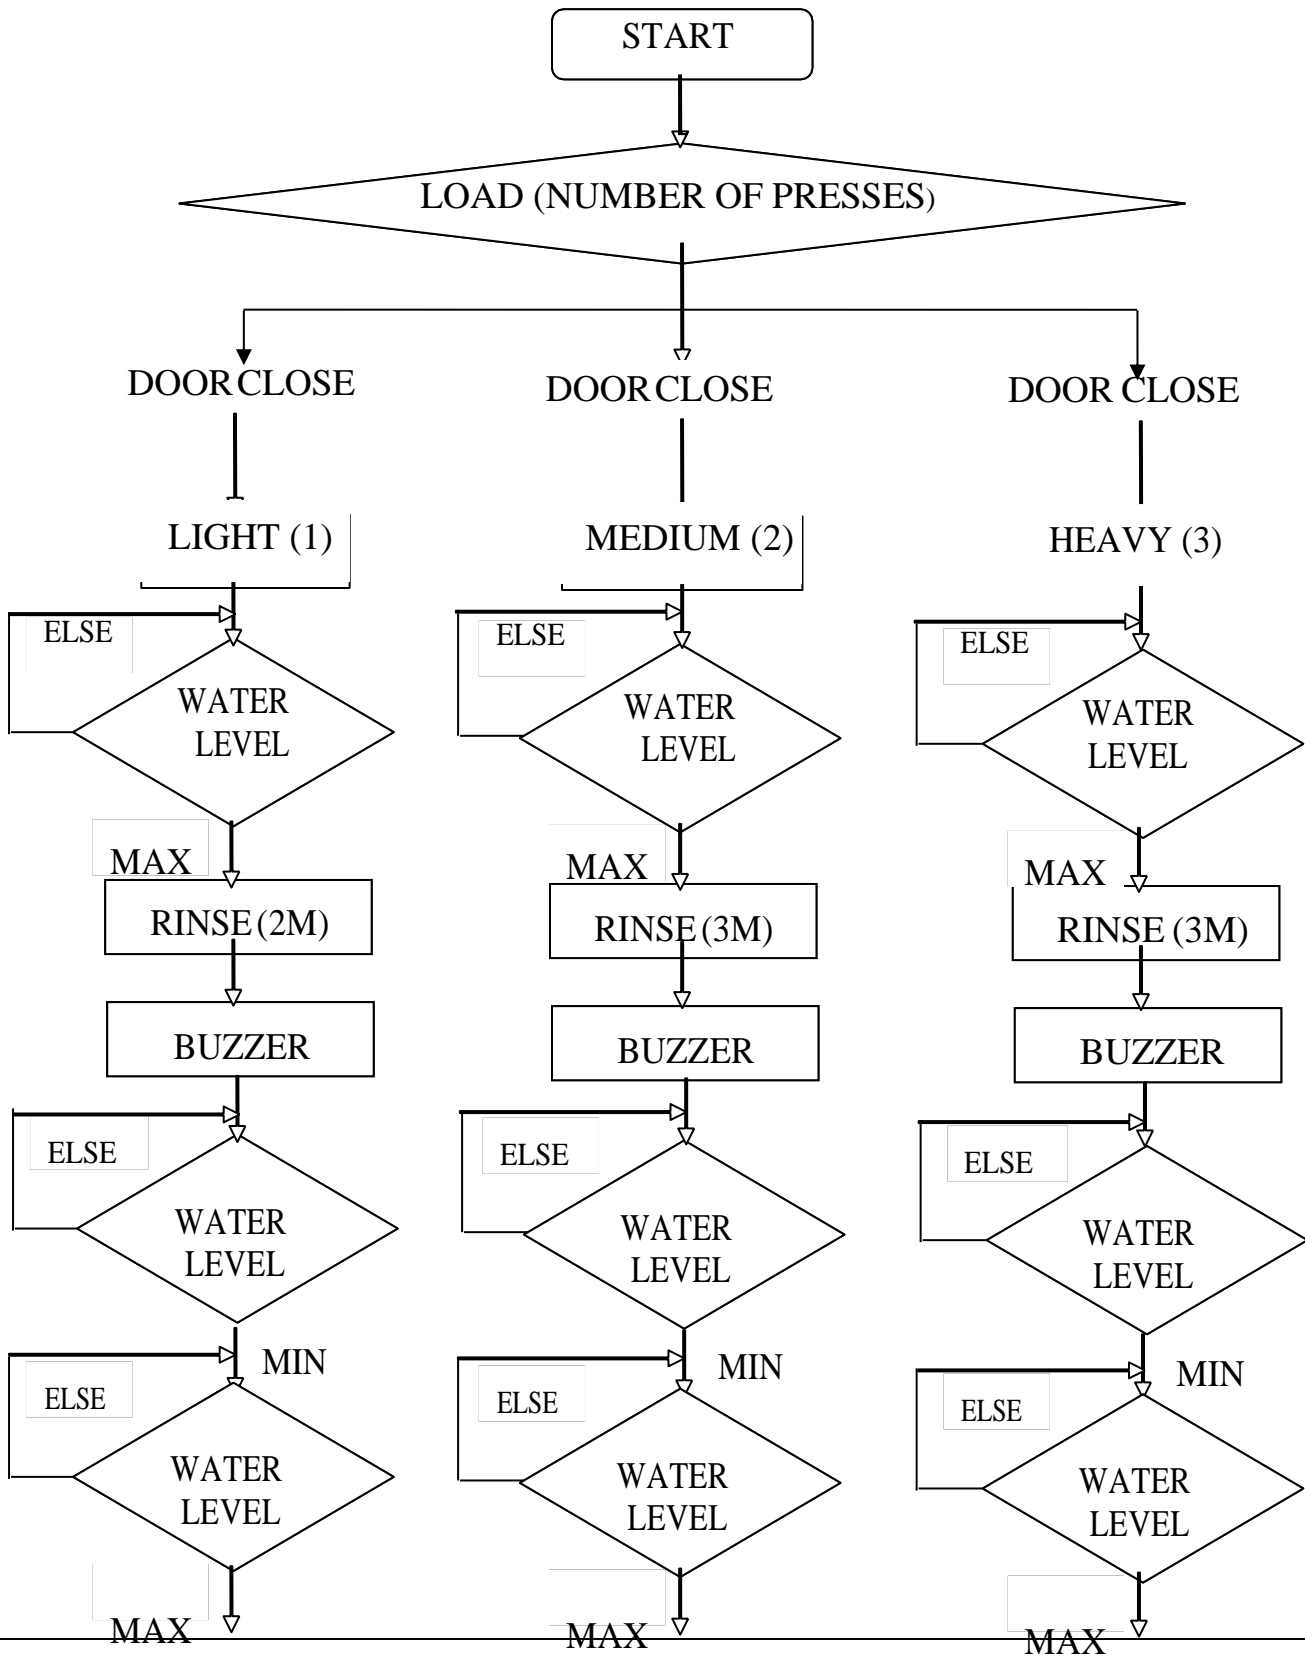 START
LOAD (NUMBER OF PRESSES)
DOOR CLOSE
DOOR CLOSE
DOOR CLOSE
LIGHT (1)
MEDIUM (2)
HEAVY (3)
ELSE
ELSE
ELSE
WATER
LEVEL
WATER
LEVEL
WATER
LEVEL
MAX
MAX
MAX
RINSE (2M)
RINSE (3M)
RINSE (3M)
BUZZER
BUZZER
BUZZER
ELSE
ELSE
ELSE
WATER
LEVEL
WATER
LEVEL
WATER
LEVEL
MIN
MIN
MIN
ELSE
ELSE
ELSE
WATER
LEVEL
WATER
LEVEL
WATER
LEVEL
MAX
MAX
MAX